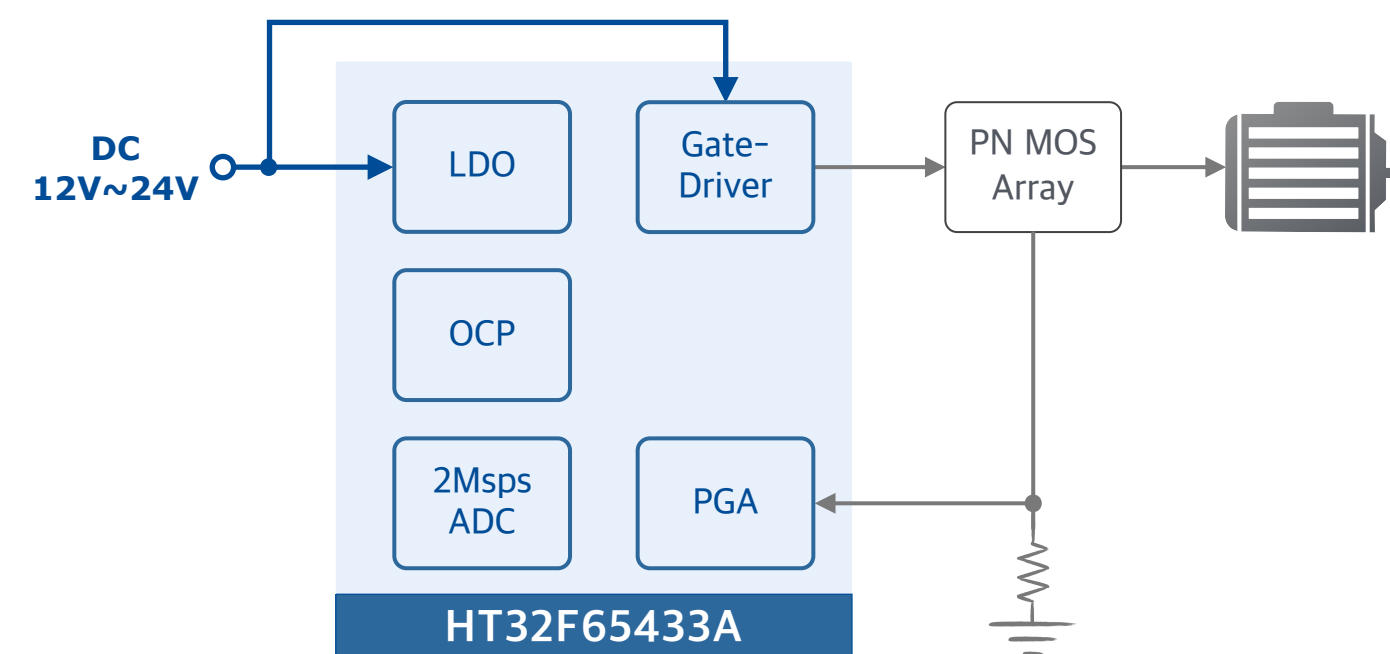 DC
12V~24V
LDO
Gate-
Driver
PN MOS
Array
OCP
2Msps
ADC
PGA
HT32F65433A